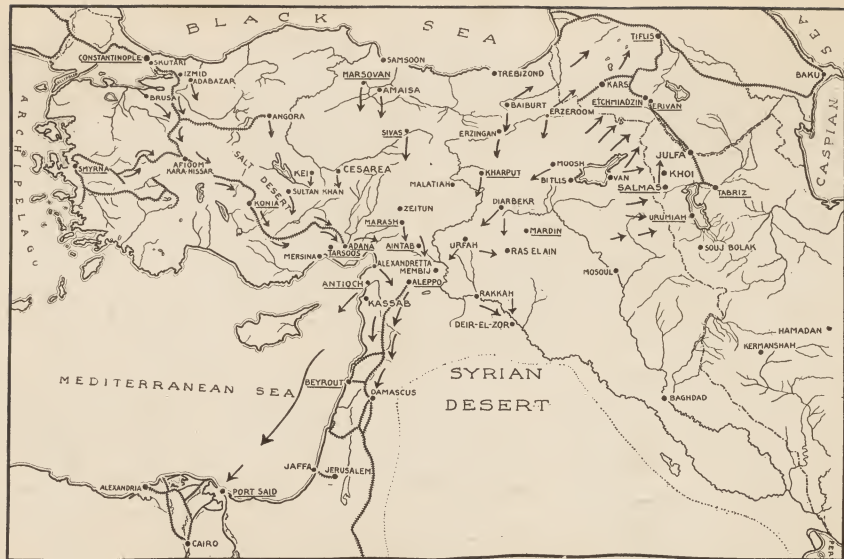 BLACK SEA
CASPIAN SEA
ARCHIPELAGO
CONSTANTINOPLE
SKUTARI
IZMID
ADABAZAR
BRUSA
MARSOVAN
SAMSOON
AMAISA
TREBIZOND
TIFLIS
BAKU
KARS
ETCHMIADZIN
ERIVAN
BAIBURT
ERZEROOM
ANGORA
SIVAS
ERZINGAN
SMYRNA
AFIOOM
KARA-HISSAR
SALT
DESERT
KEI
SULTAN KHAN
CESAREA
MALATIAH
KHARPUT
MOOSH
BITLIS
VAN
JULFA
KHOI
SALMAS
TABRIZ
KONIA
ZEITUN
MARASH
DIARBEKR
URUMIAH
MERSINA
TARSOOS
ADANA
AINTAB
URFAH
MARDIN
RAS EL AIN
SOUJ BOLAK
ALEXANDRETTA
MEMBIJ
ANTIOCH
ALEPPO
MOSOUL
KASSAB
RAKKAH
DEIR-EL-ZOR
HAMADAN
KERMANSHAH
MEDITERRANEAN SEA
BEYROUT
DAMASCUS
SYRIAN
DESERT
BAGHDAD
JAFFA
JERUSALEM
ALEXANDRIA
PORT SAID
CAIRO